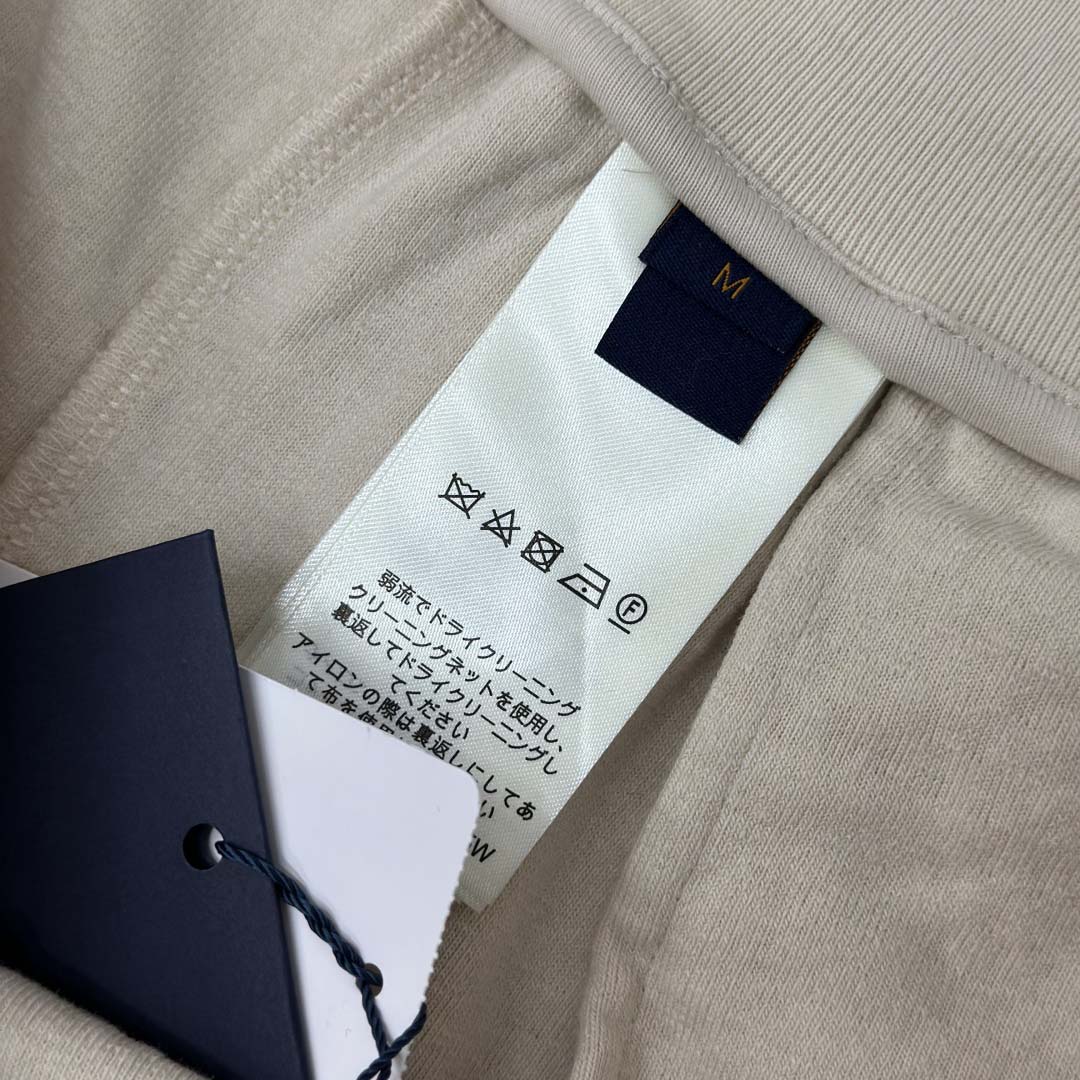 M
F
弱流でドライクリーニング
クリーニングネットを使用し、
裏返してドライクリーニングし
てください
アイロンの際は裏返しにしてあ
て布を使用
い